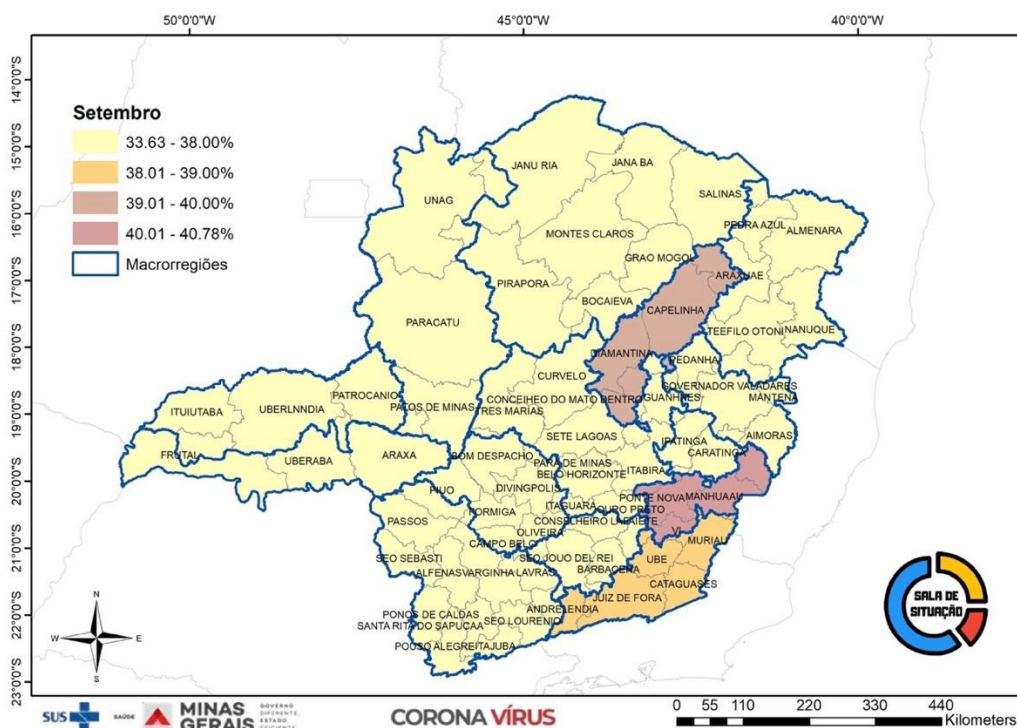 50°0'0"W 45°0'0"W 40°0'0"W
14°0'0"S
15°0'0"S
16°0'0"S
17°0'0"S
18°0'0"S
19°0'0"S
20°0'0"S
21°0'0"S
22°0'0"S
23°0'0"S
Setembro
33.63 - 38.00%
38.01 - 39.00%
39.01 - 40.00%
40.01 - 40.78%
Macrorregiões
JANU RIA
JANA BA
SALINAS
UNAG
PEDRA AZUL
ALMENARA
MONTES CLAROS
GRAO MOGOL
ARAXUAE
PIRAPORA
BOCAIEVA
CAPELINHA
PARACATU
TEEFILO OTONI
NANUQUE
DIAMANTINA
PEDANHA
CURVELO
GOVERNADOR VALADARES
PATROCANIO
CONCEIHEO DO MATO DENTRO
GUANHRES
MANTENA
ITUIUTABA
UBERLNNDIA
PATOS DE MINAS
TRES MARIAS
SETE LAGOAS
IPATINGA
AIMORAS
CARATINGA
FRUTAL
UBERABA
ARAXA
BOM DESPACHO
PARA DE MINAS
BELO HORIZONTE
ITABIRA
PIUO
DIVINGPOLIS
PONTE NOVA
MANHUAAU
ITAGUARA
OURO PRETO
PASSOS
FORMIGA
CONSELHEIRO LAFAIETE
OLIVEIRA
VI
CAMPO BELO
MURIAU
SEO SEBASTI
SEO JOUO DEL REI
UBE
BARBACENA
ALFENAS
VARGINHA
LAVRAS
CATAGUASES
JUIZ DE FORA
ANDRELENDIA
PONOS DE CALDAS
SANTA RITA DO SAPUCAA
SEO LOURENIO
POUSO ALEGRE
ITAJUBA
SALA DE
SITUAÇÃO
N
W E
S
SUS SAÚDE MINAS GERAIS GOVERNO DIFERENTE. ESTADO EFICIENTE.
CORONA VÍRUS
0 55 110 220 330 440
Kilometers